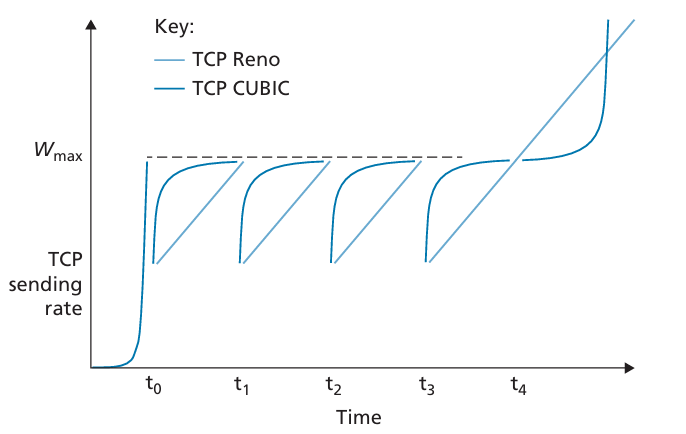 Key:
TCP Reno
TCP CUBIC
Wmax
TCP
sending
rate
t0 t1 t2 t3 t4
Time